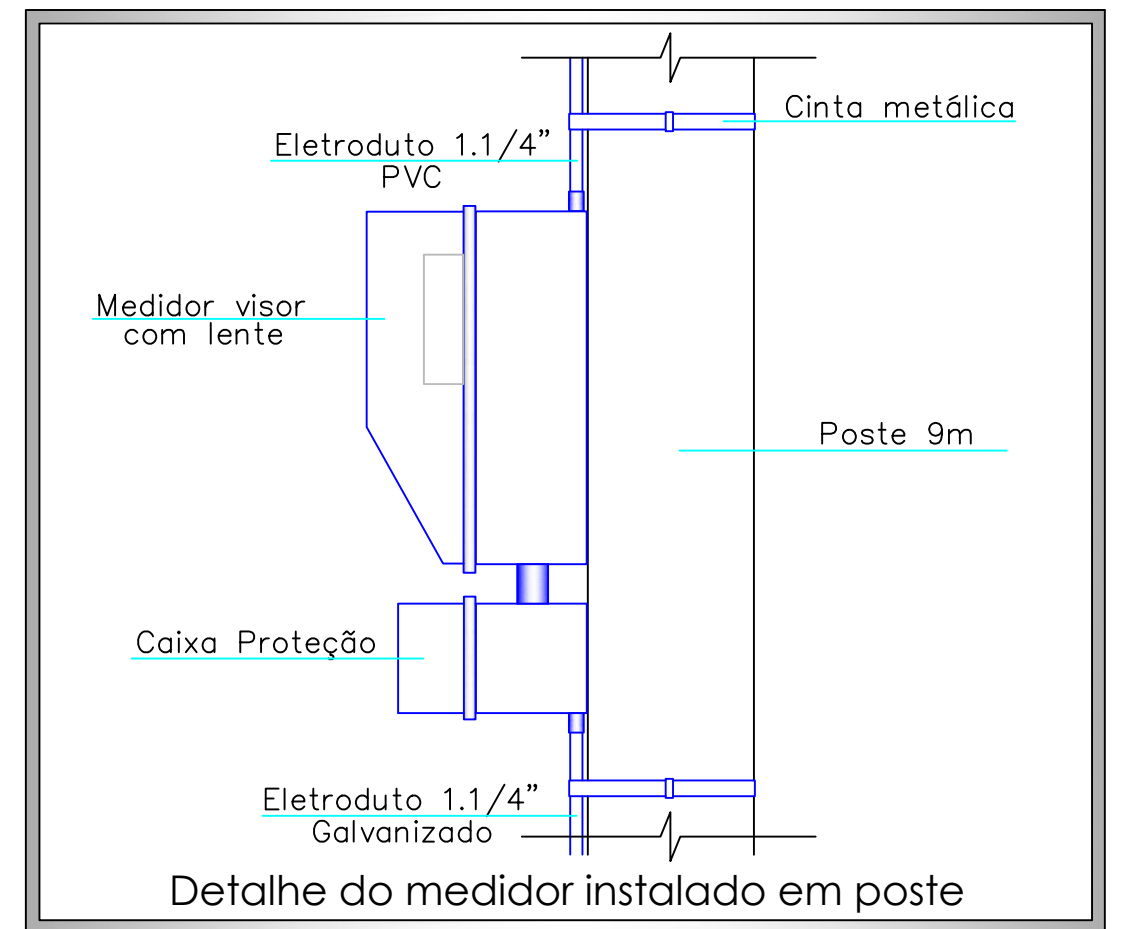 Cinta metálica
Eletroduto 1.1/4”
PVC
Medidor visor
com lente
Poste 9m
Caixa Proteção
Eletroduto 1.1/4”
Galvanizado
Detalhe do medidor instalado em poste